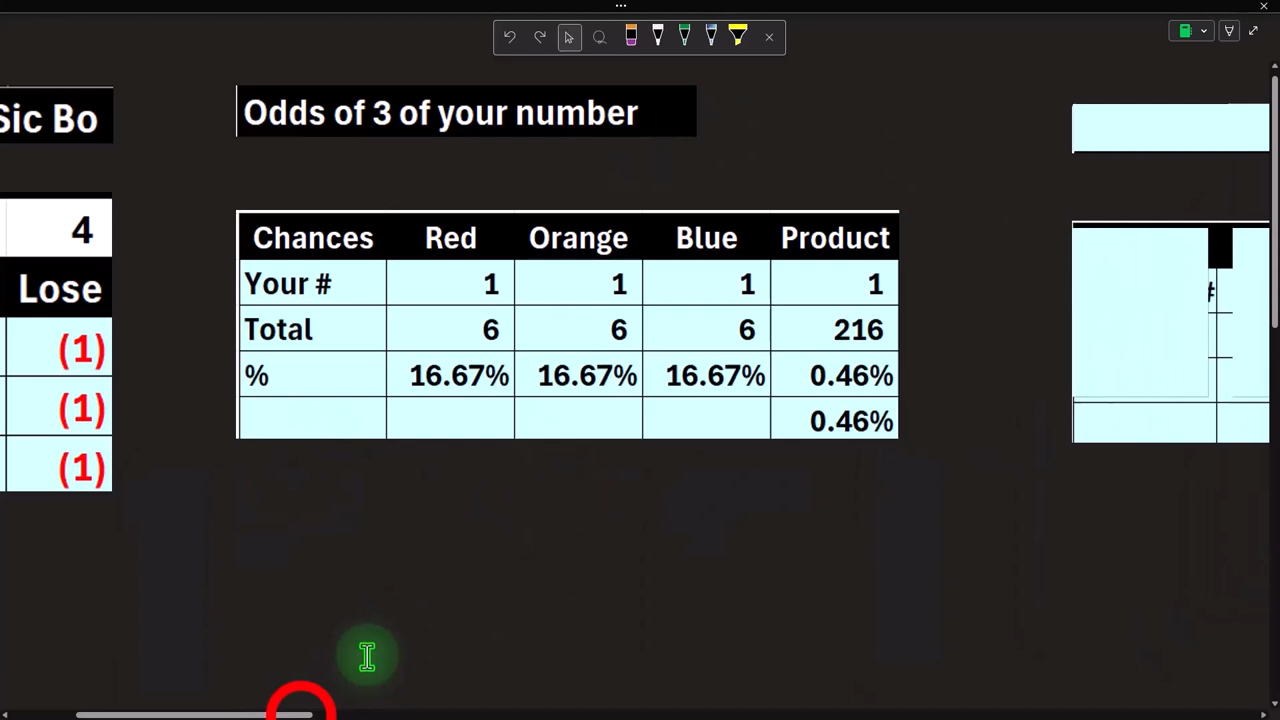 Sic Bo
4
Lose
(1)
(1)
(1)
Odds of 3 of your number
Chances Red Orange Blue Product
Your # 1 1 1 1
Total 6 6 6 216
% 16.67% 16.67% 16.67% 0.46%
0.46%
#